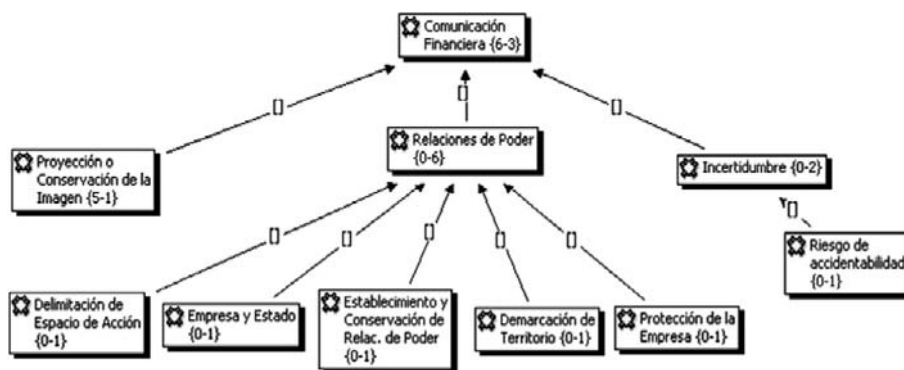 Comunicación
Financiera {6-3}
[]
[]
[]
Proyección o
Conservación de la
Imagen {5-1}
Relaciones de Poder
{0-6}
Incertidumbre {0-2}
[]
[]
[]
[]
[]
[]
Riesgo de
accidentabilidad
{0-1}
Delimitación de
Espacio de Acción
{0-1}
Empresa y Estado
{0-1}
Establecimiento y
Conservación de
Relac. de Poder
{0-1}
Demarcación de
Territorio {0-1}
Protección de la
Empresa {0-1}